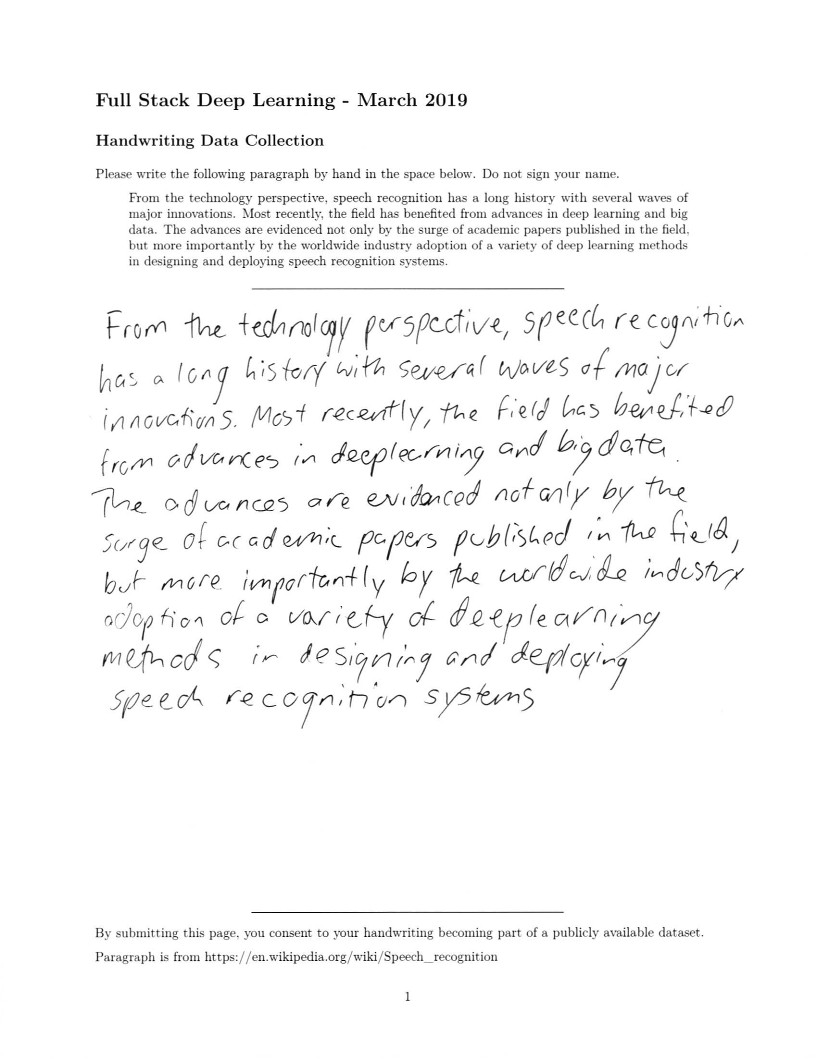 Full Stack Deep Learning - March 2019
Handwriting Data Collection
Please write the following paragraph by hand in the space below. Do not sign your name.
From the technology perspective, speech recognition has a long history with several waves of
major innovations. Most recently, the field has benefited from advances in deep learning and big
data. The advances are evidenced not only by the surge of academic papers published in the field,
but more importantly by the worldwide industry adoption of a variety of deep learning methods
in designing and deploying speech recognition systems.
From the technology perspective, speech recognition
has a long history with several waves of major
innovations. Most recently, the field has benefited
from advances in deep learning and big data.
The advances are evidenced not only by the
surge of academic papers published in the field,
but more importantly by the worldwide industry
adoption of a variety of deep learning
methods in designing and deploying
speech recognition systems
By submitting this page, you consent to your handwriting becoming part of a publicly available dataset.
Paragraph is from https://en.wikipedia.org/wiki/Speech_recognition
1